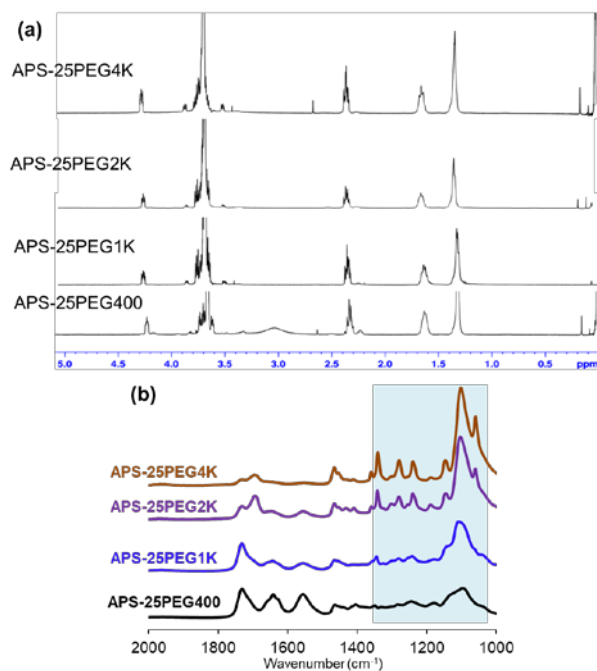 (a)
APS-25PEG4K
APS-25PEG2K
APS-25PEG1K
APS-25PEG400
5.0 4.5 4.0 3.5 3.0 2.5 2.0 1.5 1.0 0.5 ppm
(b)
APS-25PEG4K
APS-25PEG2K
APS-25PEG1K
APS-25PEG400
2000 1800 1600 1400 1200 1000
Wavenumber (cm⁻¹)